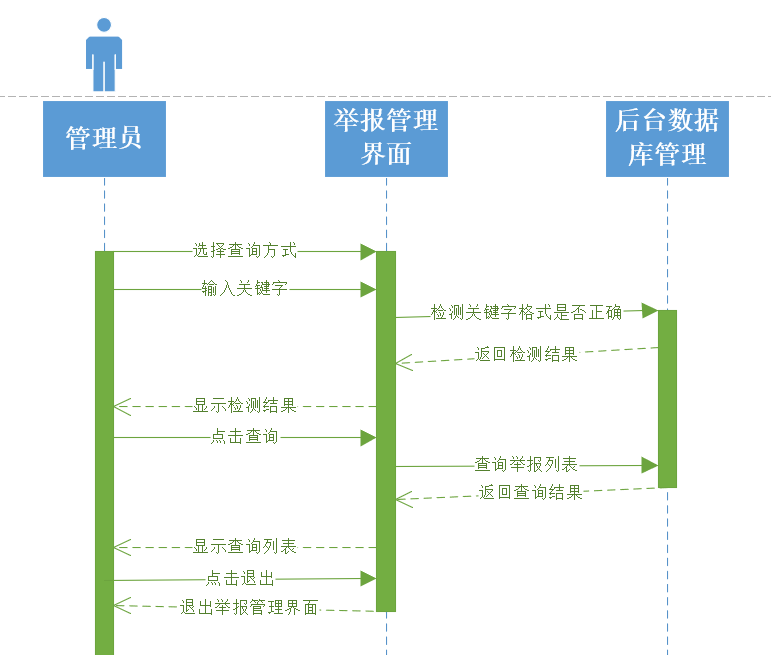 管理员
举报管理
界面
后台数据
库管理
选择查询方式
输入关键字
检测关键字格式是否正确
返回检测结果
显示检测结果
点击查询
查询举报列表
返回查询结果
显示查询列表
点击退出
退出举报管理界面